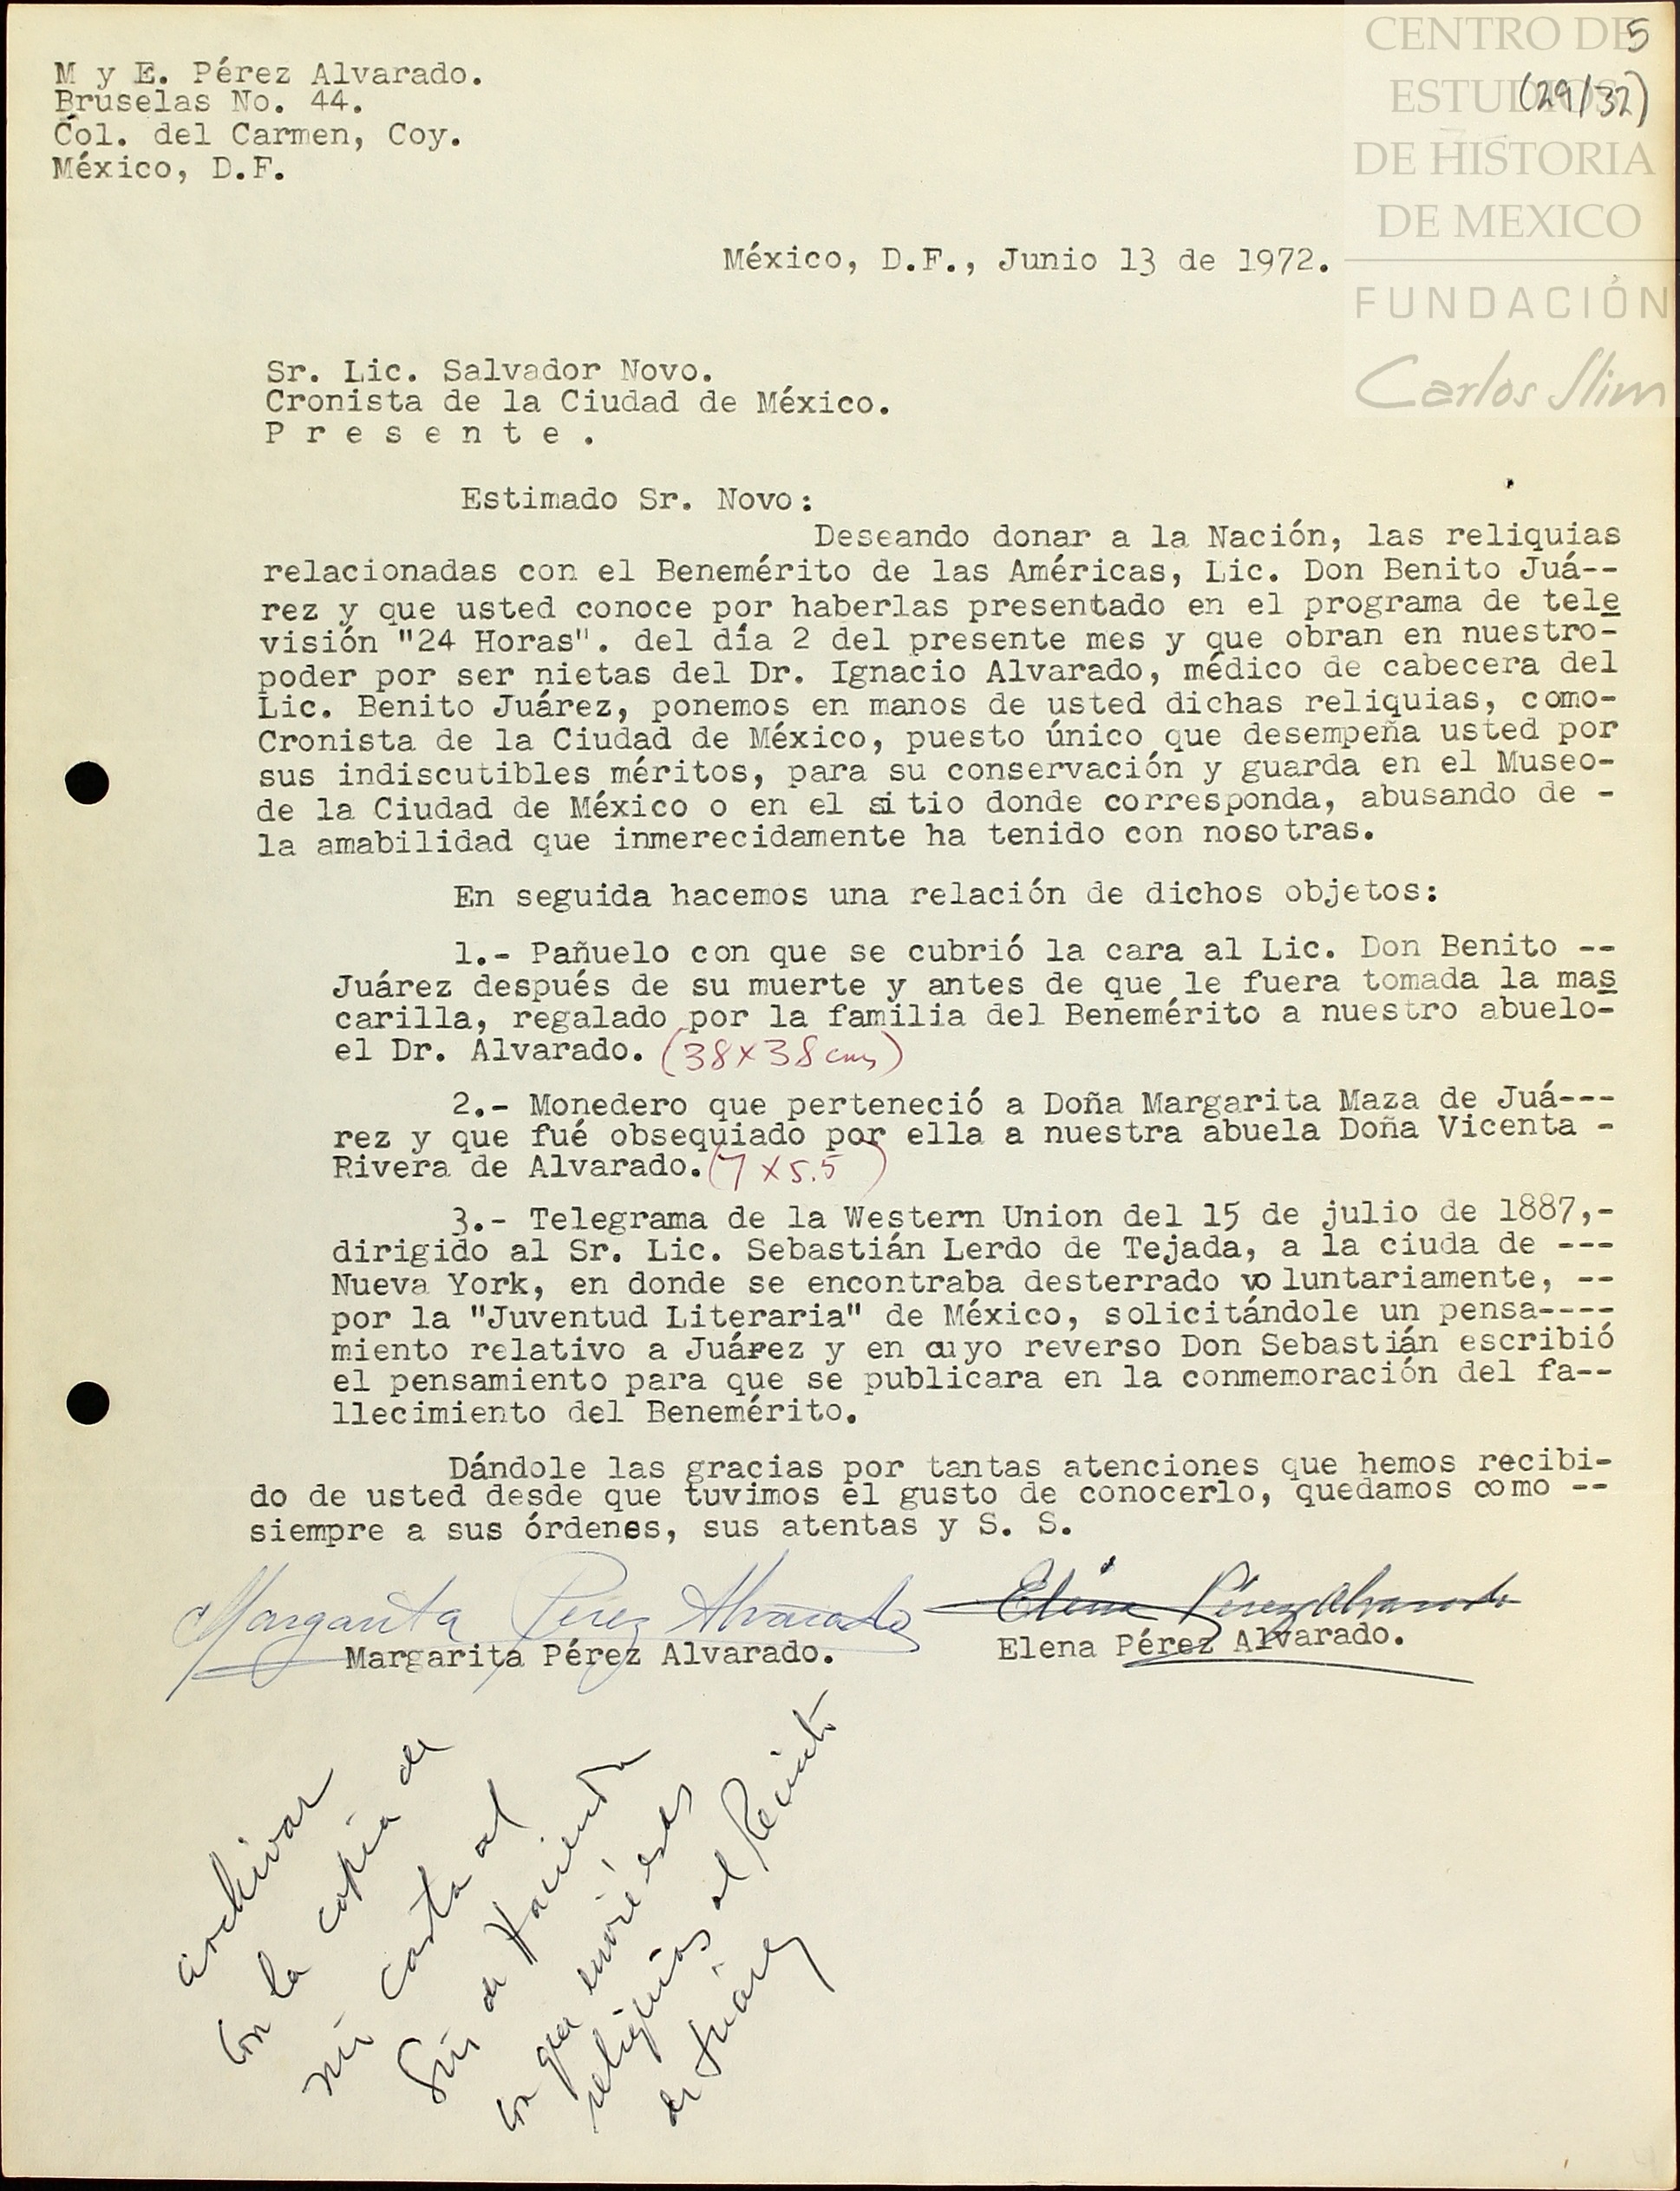 CENTRO DE
ESTUDIOS
DE HISTORIA
DE MEXICO
FUNDACIÓN
Carlos Slim
5
(29/32)
M y E. Pérez Alvarado.
Bruselas No. 44.
Col. del Carmen, Coy.
México, D.F.
México, D.F., Junio 13 de 1972.
Sr. Lic. Salvador Novo.
Cronista de la Ciudad de México.
P r e s e n t e .
Estimado Sr. Novo:
Deseando donar a la Nación, las reliquias
relacionadas con el Benemérito de las Américas, Lic. Don Benito Juá--
rez y que usted conoce por haberlas presentado en el programa de tele
visión "24 Horas". del día 2 del presente mes y que obran en nuestro-
poder por ser nietas del Dr. Ignacio Alvarado, médico de cabecera del
Lic. Benito Juárez, ponemos en manos de usted dichas reliquias, como-
Cronista de la Ciudad de México, puesto único que desempeña usted por
sus indiscutibles méritos, para su conservación y guarda en el Museo-
de la Ciudad de México o en el sitio donde corresponda, abusando de -
la amabilidad que inmerecidamente ha tenido con nosotras.
En seguida hacemos una relación de dichos objetos:
1.- Pañuelo con que se cubrió la cara al Lic. Don Benito --
Juárez después de su muerte y antes de que le fuera tomada la mas
carilla, regalado por la familia del Benemérito a nuestro abuelo-
el Dr. Alvarado. (38 x 38 cms)
2.- Monedero que perteneció a Doña Margarita Maza de Juá---
rez y que fué obsequiado por ella a nuestra abuela Doña Vicenta -
Rivera de Alvarado. (7 x 5.5)
3.- Telegrama de la Western Union del 15 de julio de 1887,-
dirigido al Sr. Lic. Sebastián Lerdo de Tejada, a la ciuda de ---
Nueva York, en donde se encontraba desterrado voluntariamente, --
por la "Juventud Literaria" de México, solicitándole un pensa----
miento relativo a Juárez y en cuyo reverso Don Sebastián escribió
el pensamiento para que se publicara en la conmemoración del fa--
llecimiento del Benemérito.
Dándole las gracias por tantas atenciones que hemos recibi-
do de usted desde que tuvimos el gusto de conocerlo, quedamos como --
siempre a sus órdenes, sus atentas y S. S.
Margarita Pérez Alvarado
Elena Pérez Alvarado
Margarita Pérez Alvarado.
Elena Pérez Alvarado.
archivar
con la copia de
mi carta al
Srio de Hacienda
con que envié estas
reliquias al Recinto
de Juárez